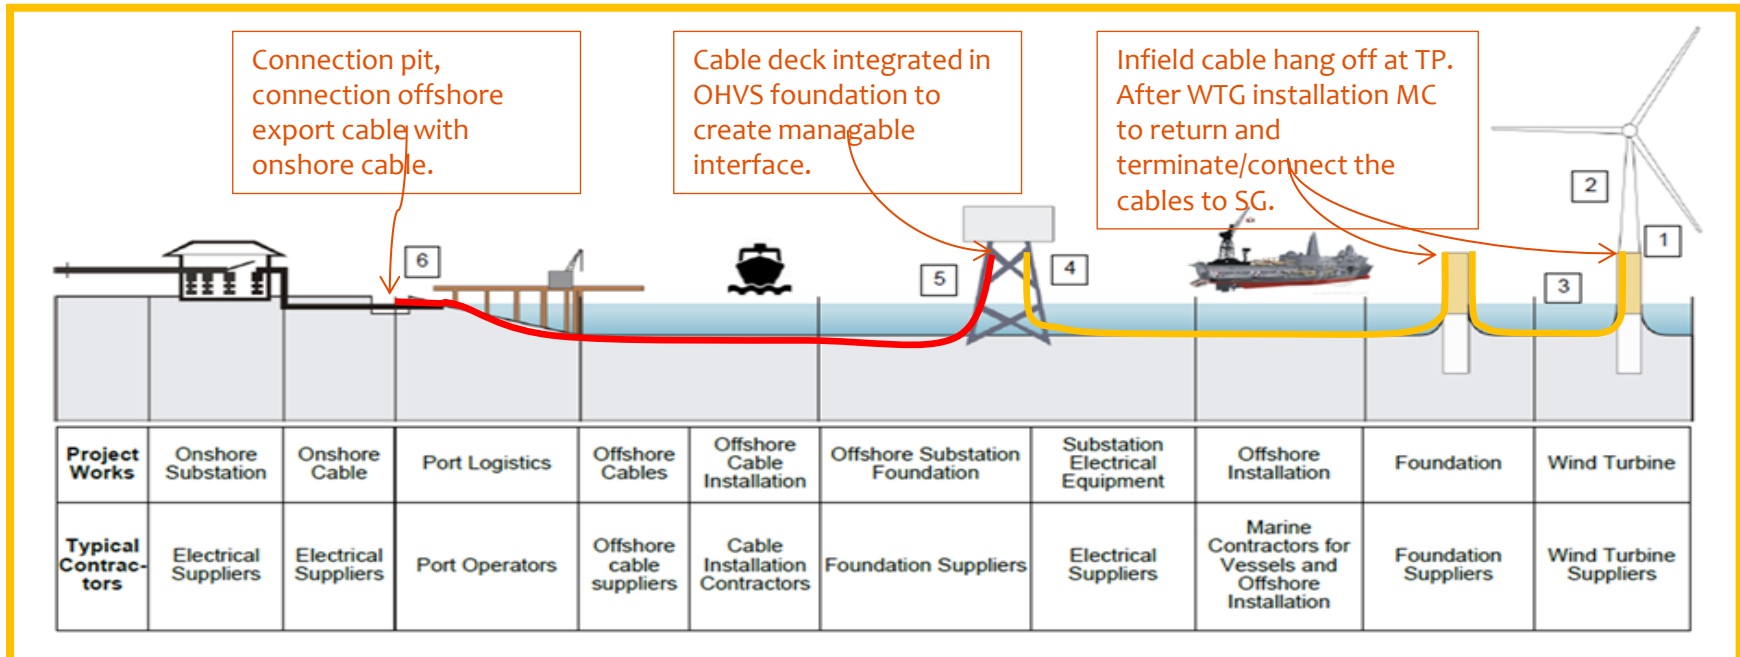 Connection pit,
connection offshore
export cable with
onshore cable.
Cable deck integrated in
OHVS foundation to
create managable
interface.
Infield cable hang off at TP.
After WTG installation MC
to return and
terminate/connect the
cables to SG.
2
1
6
5
4
3
Project
Works
Onshore
Substation
Onshore
Cable
Port Logistics
Offshore
Cables
Offshore
Cable
Installation
Offshore Substation
Foundation
Substation
Electrical
Equipment
Offshore
Installation
Foundation
Wind Turbine
Typical
Contrac-
tors
Electrical
Suppliers
Electrical
Suppliers
Port Operators
Offshore
cable
suppliers
Cable
Installation
Contractors
Foundation Suppliers
Electrical
Suppliers
Marine
Contractors for
Vessels and
Offshore
Installation
Foundation
Suppliers
Wind Turbine
Suppliers